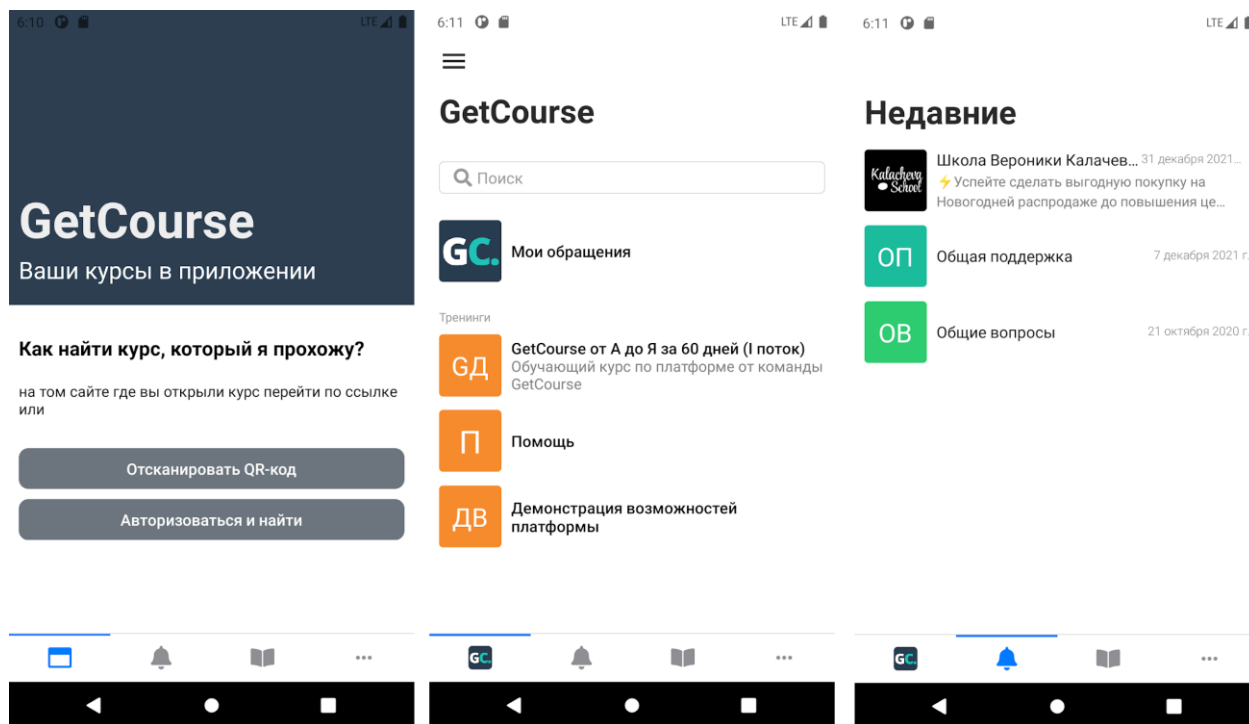 6:10
LTE
GetCourse
Ваши курсы в приложении
Как найти курс, который я прохожу?
на том сайте где вы открыли курс перейти по ссылке
или
Отсканировать QR-код
Авторизоваться и найти
6:11
LTE
GetCourse
Поиск
GC.
Мои обращения
Тренинги
GД
GetCourse от А до Я за 60 дней (I поток)
Обучающий курс по платформе от команды
GetCourse
П
Помощь
ДВ
Демонстрация возможностей
платформы
GC.
6:11
LTE
Недавние
Kalacheva
School
Школа Вероники Калачев... 31 декабря 2021...
⚡Успейте сделать выгодную покупку на
Новогодней распродаже до повышения це...
ОП
Общая поддержка 7 декабря 2021 г.
ОВ
Общие вопросы 21 октября 2020 г.
GC.